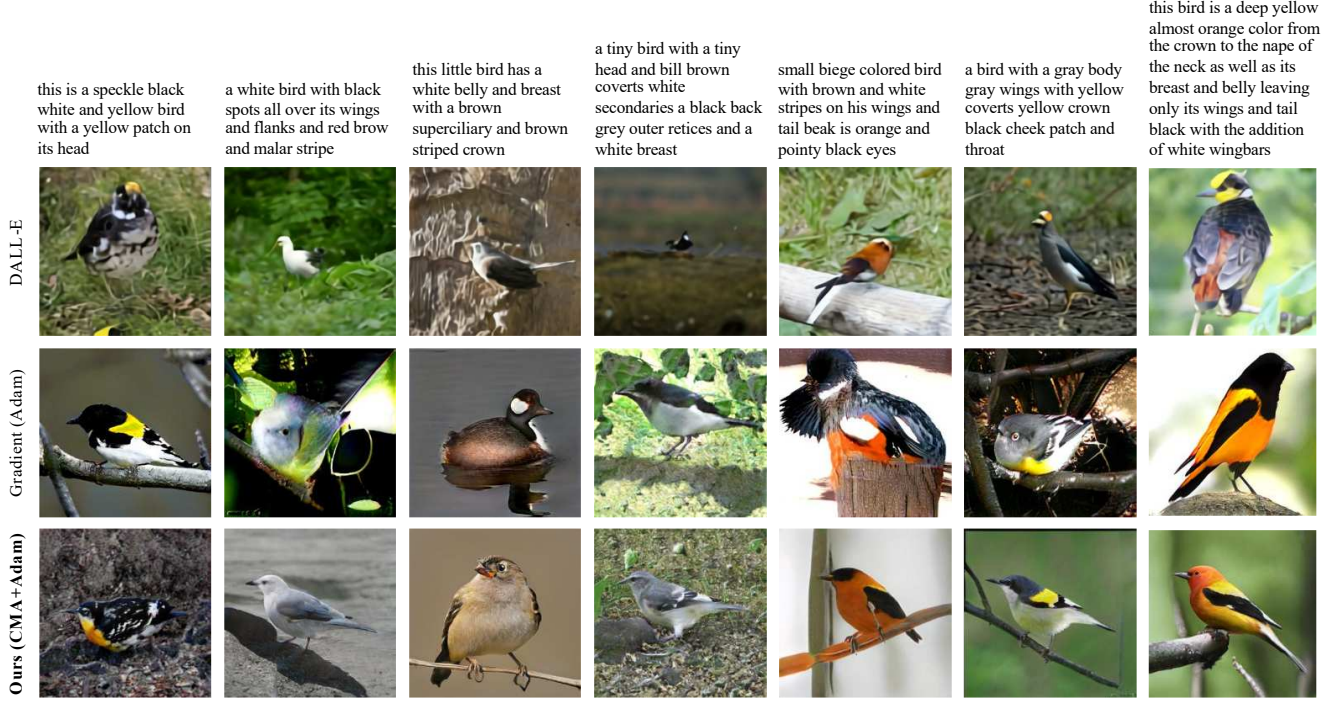 this is a speckle black
white and yellow bird
with a yellow patch on
its head
a white bird with black
spots all over its wings
and flanks and red brow
and malar stripe
this little bird has a
white belly and breast
with a brown
superciliary and brown
striped crown
a tiny bird with a tiny
head and bill brown
coverts white
secondaries a black back
grey outer retices and a
white breast
small biege colored bird
with brown and white
stripes on his wings and
tail beak is orange and
pointy black eyes
a bird with a gray body
gray wings with yellow
coverts yellow crown
black cheek patch and
throat
this bird is a deep yellow
almost orange color from
the crown to the nape of
the neck as well as its
breast and belly leaving
only its wings and tail
black with the addition
of white wingbars
DALL-E
Gradient (Adam)
Ours (CMA+Adam)